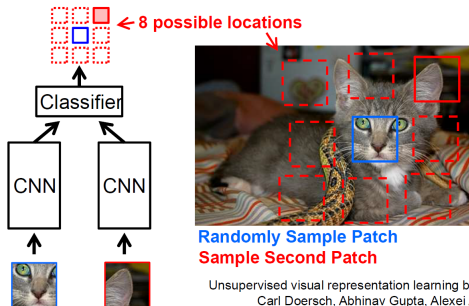 8 possible locations
Classifier
CNN CNN
Randomly Sample Patch
Sample Second Patch
Unsupervised visual representation learning b
Carl Doersch, Abhinav Gupta, Alexei